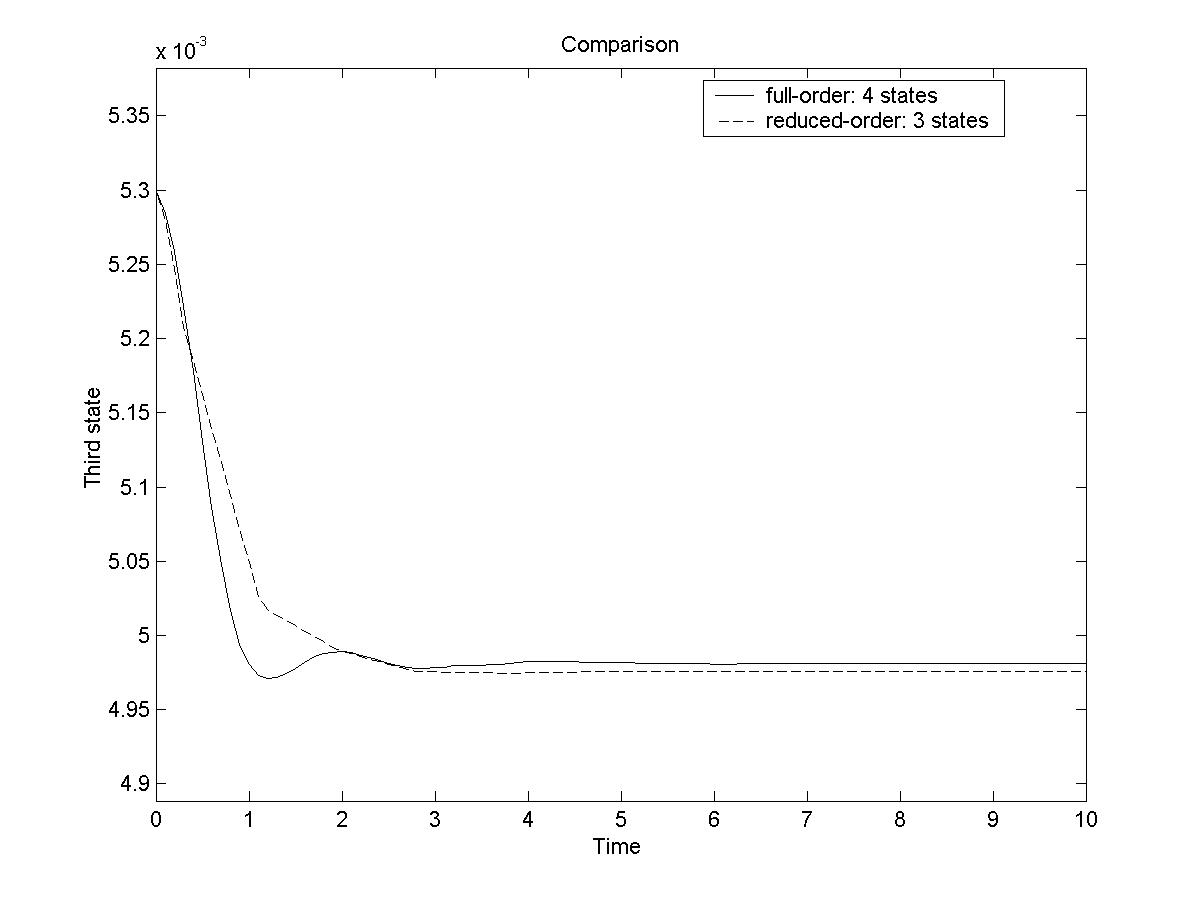 Comparison
x 10-3
full-order: 4 states
reduced-order: 3 states
5.35
5.3
5.25
5.2
5.15
5.1
5.05
5
4.95
4.9
Third state
0 1 2 3 4 5 6 7 8 9 10
Time